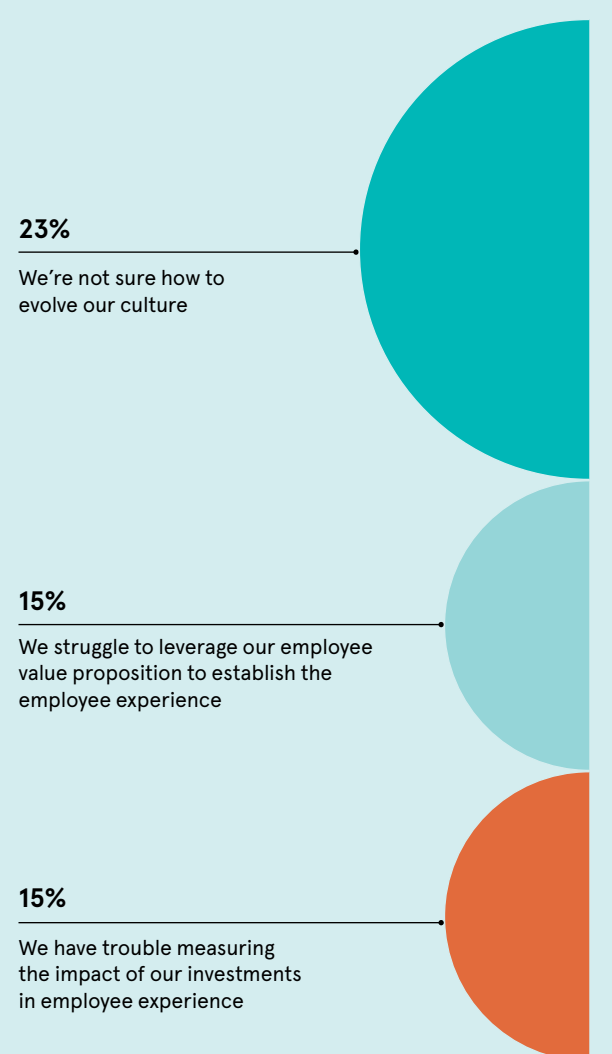 23%
We’re not sure how to
evolve our culture
15%
We struggle to leverage our employee
value proposition to establish the
employee experience
15%
We have trouble measuring
the impact of our investments
in employee experience